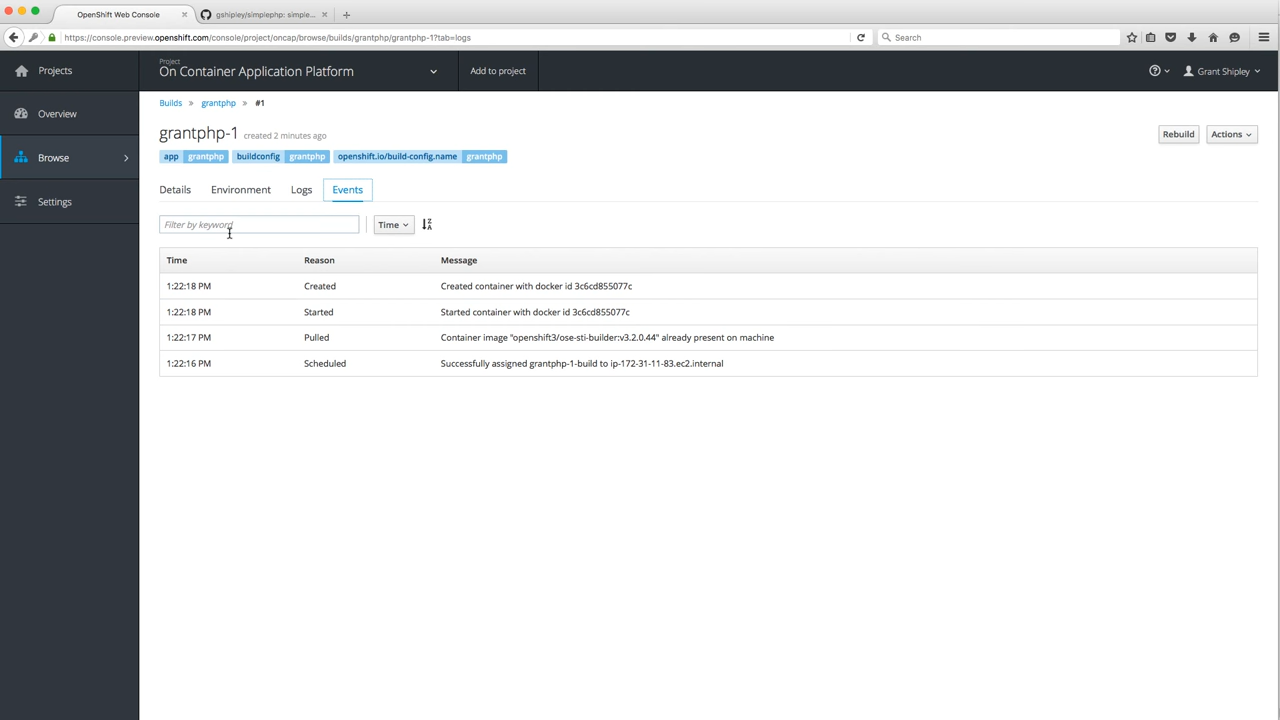 OpenShift Web Console
gshipley/simplephp: simple...
https://console.preview.openshift.com/console/project/oncap/browse/builds/grantphp/grantphp-1?tab=logs
Search
Projects
Project
On Container Application Platform
Add to project
Grant Shipley
Overview
Browse
Settings
Builds » grantphp » #1
grantphp-1 created 2 minutes ago
Rebuild
Actions
app grantphp buildconfig grantphp openshift.io/build-config.name grantphp
Details Environment Logs Events
Filter by keyword
Time
Time Reason Message
1:22:18 PM Created Created container with docker id 3c6cd855077c
1:22:18 PM Started Started container with docker id 3c6cd855077c
1:22:17 PM Pulled Container image "openshift3/ose-sti-builder:v3.2.0.44" already present on machine
1:22:16 PM Scheduled Successfully assigned grantphp-1-build to ip-172-31-11-83.ec2.internal